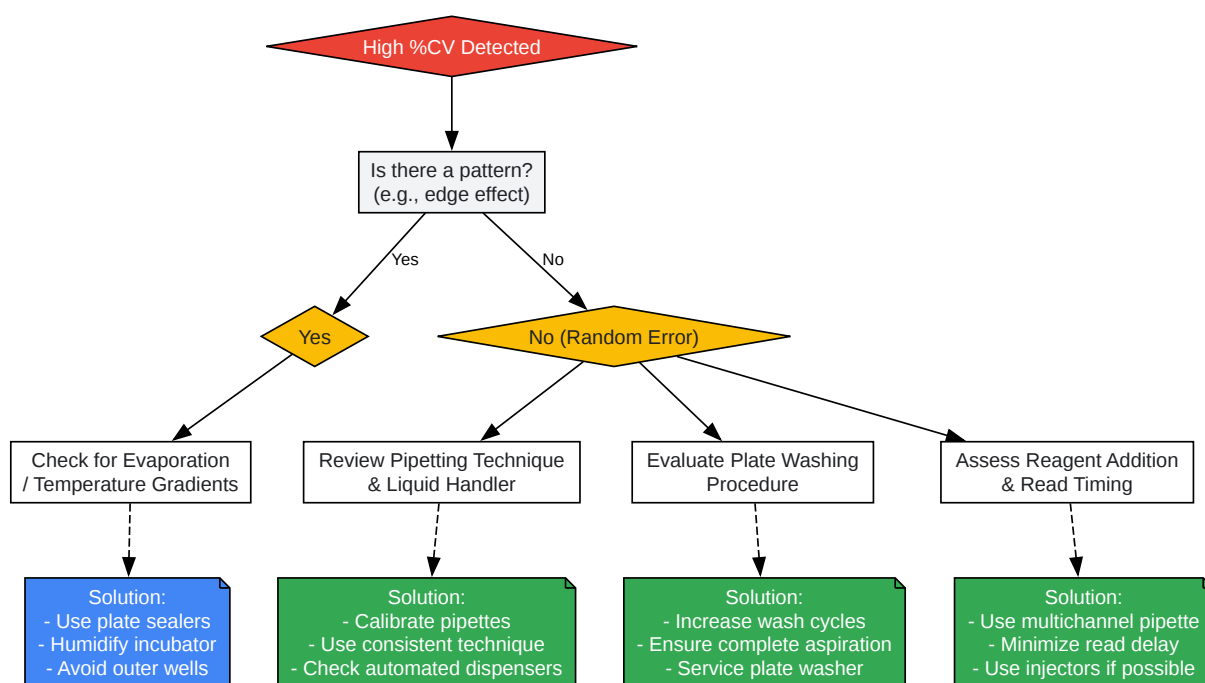 High %CV Detected
Is there a pattern?
(e.g., edge effect)
Yes
No
Yes
No (Random Error)
Check for Evaporation
/ Temperature Gradients
Review Pipetting Technique
& Liquid Handler
Evaluate Plate Washing
Procedure
Assess Reagent Addition
& Read Timing
Solution:
- Use plate sealers
- Humidify incubator
- Avoid outer wells
Solution:
- Calibrate pipettes
- Use consistent technique
- Check automated dispensers
Solution:
- Increase wash cycles
- Ensure complete aspiration
- Service plate washer
Solution:
- Use multichannel pipette
- Minimize read delay
- Use injectors if possible